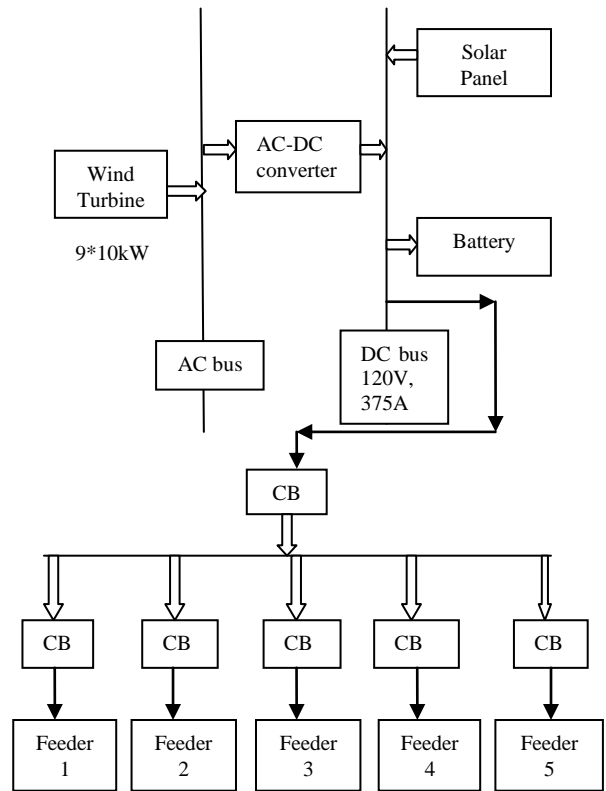 Solar
Panel
AC-DC
converter
Wind
Turbine
9*10kW
Battery
AC bus
DC bus
120V,
375A
CB
CB
CB
CB
CB
CB
Feeder
1
Feeder
2
Feeder
3
Feeder
4
Feeder
5